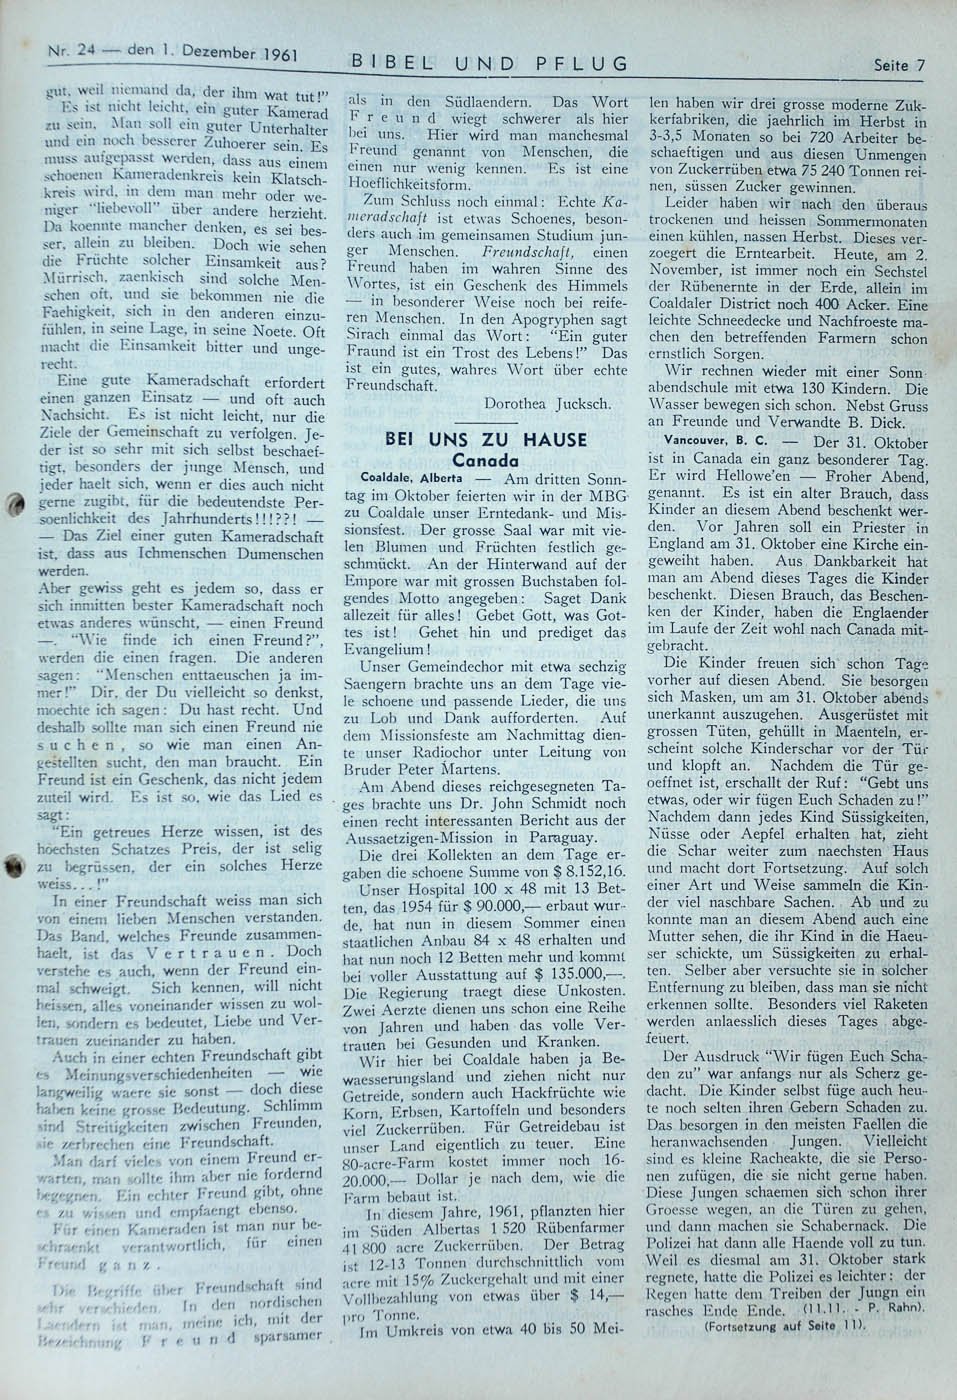 Nr. 24 — den 1. Dezember 1961
BIBEL UND PFLUG
Seite 7
gut, weil niemand da, der ihm wat tut!”
Es ist nicht leicht, ein guter Kamerad
zu sein. Man soll ein guter Unterhalter
und ein noch besserer Zuhoerer sein. Es
muss aufgepasst werden, dass aus einem
schoenen Kameradenkreis kein Klatsch-
kreis wird, in dem man mehr oder we-
niger “liebevoll” über andere herzieht.
Da koennte mancher denken, es sei bes-
ser, allein zu bleiben. Doch wie sehen
die Früchte solcher Einsamkeit aus?
Mürrisch, zaenkisch sind solche Men-
schen oft, und sie bekommen nie die
Faehigkeit, sich in den anderen einzu-
fühlen, in seine Lage, in seine Noete. Oft
macht die Einsamkeit bitter und unge-
recht.
Eine gute Kameradschaft erfordert
einen ganzen Einsatz — und oft auch
Nachsicht. Es ist nicht leicht, nur die
Ziele der Gemeinschaft zu verfolgen. Je-
der ist so sehr mit sich selbst beschaef-
tigt, besonders der junge Mensch, und
jeder haelt sich, wenn er dies auch nicht
gerne zugibt, für die bedeutendste Per-
soenlichkeit des Jahrhunderts!!!??! —
— Das Ziel einer guten Kameradschaft
ist, dass aus Ichmenschen Dumenschen
werden.
Aber gewiss geht es jedem so, dass er
sich inmitten bester Kameradschaft noch
etwas anderes wünscht, — einen Freund
—. “Wie finde ich einen Freund?”,
werden die einen fragen. Die anderen
sagen: “Menschen enttaeuschen ja im-
mer!” Dir, der Du vielleicht so denkst,
moechte ich sagen: Du hast recht. Und
deshalb sollte man sich einen Freund nie
s u c h e n , so wie man einen An-
gestellten sucht, den man braucht. Ein
Freund ist ein Geschenk, das nicht jedem
zuteil wird. Es ist so, wie das Lied es
sagt:
“Ein getreues Herze wissen, ist des
hoechsten Schatzes Preis, der ist selig
zu begrüssen, der ein solches Herze
weiss...!”
In einer Freundschaft weiss man sich
von einem lieben Menschen verstanden.
Das Band, welches Freunde zusammen-
haelt, ist das V e r t r a u e n . Doch
verstehe es auch, wenn der Freund ein-
mal schweigt. Sich kennen, will nicht
heissen, alles voneinander wissen zu wol-
len, sondern es bedeutet, Liebe und Ver-
trauen zueinander zu haben.
Auch in einer echten Freundschaft gibt
es Meinungsverschiedenheiten — wie
langweilig waere sie sonst — doch diese
haben keine grosse Bedeutung. Schlimm
sind Streitigkeiten zwischen Freunden,
sie zerbrechen eine Freundschaft.
Man darf vieles von einem Freund er-
warten, man sollte ihm aber nie fordernd
begegnen. Ein echter Freund gibt, ohne
es zu wissen und empfaengt ebenso.
Für einen Kameraden ist man nur be-
schraenkt verantwortlich, für einen
Freund g a n z .
Die Begriffe über Freundschaft sind
sehr verschieden. In den nordischen
Laendern ist man, meine ich, mit der
Bezeichnung F r e u n d sparsamer
als in den Südlaendern. Das Wort
F r e u n d wiegt schwerer als hier
bei uns. Hier wird man manchesmal
Freund genannt von Menschen, die
einen nur wenig kennen. Es ist eine
Hoeflichkeitsform.
Zum Schluss noch einmal: Echte Ka-
meradschaft ist etwas Schoenes, beson-
ders auch im gemeinsamen Studium jun-
ger Menschen. Freundschaft, einen
Freund haben im wahren Sinne des
Wortes, ist ein Geschenk des Himmels
— in besonderer Weise noch bei reife-
ren Menschen. In den Apogryphen sagt
Sirach einmal das Wort: “Ein guter
Fraund ist ein Trost des Lebens!” Das
ist ein gutes, wahres Wort über echte
Freundschaft.
Dorothea Jucksch.
BEI UNS ZU HAUSE
Canada
Coaldale, Alberta — Am dritten Sonn-
tag im Oktober feierten wir in der MBG
zu Coaldale unser Erntedank- und Mis-
sionsfest. Der grosse Saal war mit vie-
len Blumen und Früchten festlich ge-
schmückt. An der Hinterwand auf der
Empore war mit grossen Buchstaben fol-
gendes Motto angegeben: Saget Dank
allezeit für alles! Gebet Gott, was Got-
tes ist! Gehet hin und prediget das
Evangelium!
Unser Gemeindechor mit etwa sechzig
Saengern brachte uns an dem Tage vie-
le schoene und passende Lieder, die uns
zu Lob und Dank aufforderten. Auf
dem Missionsfeste am Nachmittag dien-
te unser Radiochor unter Leitung von
Bruder Peter Martens.
Am Abend dieses reichgesegneten Ta-
ges brachte uns Dr. John Schmidt noch
einen recht interessanten Bericht aus der
Aussaetzigen-Mission in Paraguay.
Die drei Kollekten an dem Tage er-
gaben die schoene Summe von $ 8.152,16.
Unser Hospital 100 x 48 mit 13 Bet-
ten, das 1954 für $ 90.000,— erbaut wur-
de, hat nun in diesem Sommer einen
staatlichen Anbau 84 x 48 erhalten und
hat nun noch 12 Betten mehr und kommt
bei voller Ausstattung auf $ 135.000,—.
Die Regierung traegt diese Unkosten.
Zwei Aerzte dienen uns schon eine Reihe
von Jahren und haben das volle Ver-
trauen bei Gesunden und Kranken.
Wir hier bei Coaldale haben ja Be-
waesserungsland und ziehen nicht nur
Getreide, sondern auch Hackfrüchte wie
Korn, Erbsen, Kartoffeln und besonders
viel Zuckerrüben. Für Getreidebau ist
unser Land eigentlich zu teuer. Eine
80-acre-Farm kostet immer noch 16-
20.000,— Dollar je nach dem, wie die
Farm bebaut ist.
In diesem Jahre, 1961, pflanzten hier
im Süden Albertas 1 520 Rübenfarmer
41 800 acre Zuckerrüben. Der Betrag
ist 12-13 Tonnen durchschnittlich vom
acre mit 15% Zuckergehalt und mit einer
Vollbezahlung von etwas über $ 14,—
pro Tonne.
Im Umkreis von etwa 40 bis 50 Mei-
len haben wir drei grosse moderne Zuk-
kerfabriken, die jaehrlich im Herbst in
3-3,5 Monaten so bei 720 Arbeiter be-
schaeftigen und aus diesen Unmengen
von Zuckerrüben etwa 75 240 Tonnen rei-
nen, süssen Zucker gewinnen.
Leider haben wir nach den überaus
trockenen und heissen Sommermonaten
einen kühlen, nassen Herbst. Dieses ver-
zoegert die Erntearbeit. Heute, am 2.
November, ist immer noch ein Sechstel
der Rübenernte in der Erde, allein im
Coaldaler District noch 400 Acker. Eine
leichte Schneedecke und Nachfroeste ma-
chen den betreffenden Farmern schon
ernstlich Sorgen.
Wir rechnen wieder mit einer Sonn
abendschule mit etwa 130 Kindern. Die
Wasser bewegen sich schon. Nebst Gruss
an Freunde und Verwandte B. Dick.
Vancouver, B. C. — Der 31. Oktober
ist in Canada ein ganz besonderer Tag.
Er wird Hellowe'en — Froher Abend,
genannt. Es ist ein alter Brauch, dass
Kinder an diesem Abend beschenkt wer-
den. Vor Jahren soll ein Priester in
England am 31. Oktober eine Kirche ein-
geweiht haben. Aus Dankbarkeit hat
man am Abend dieses Tages die Kinder
beschenkt. Diesen Brauch, das Beschen-
ken der Kinder, haben die Englaender
im Laufe der Zeit wohl nach Canada mit-
gebracht.
Die Kinder freuen sich schon Tage
vorher auf diesen Abend. Sie besorgen
sich Masken, um am 31. Oktober abends
unerkannt auszugehen. Ausgerüstet mit
grossen Tüten, gehüllt in Maenteln, er-
scheint solche Kinderschar vor der Tür
und klopft an. Nachdem die Tür ge-
oeffnet ist, erschallt der Ruf: “Gebt uns
etwas, oder wir fügen Euch Schaden zu!”
Nachdem dann jedes Kind Süssigkeiten,
Nüsse oder Aepfel erhalten hat, zieht
die Schar weiter zum naechsten Haus
und macht dort Fortsetzung. Auf solch
einer Art und Weise sammeln die Kin-
der viel naschbare Sachen. Ab und zu
konnte man an diesem Abend auch eine
Mutter sehen, die ihr Kind in die Haeu-
ser schickte, um Süssigkeiten zu erhal-
ten. Selber aber versuchte sie in solcher
Entfernung zu bleiben, dass man sie nicht
erkennen sollte. Besonders viel Raketen
werden anlaesslich dieses Tages abge-
feuert.
Der Ausdruck “Wir fügen Euch Scha-
den zu” war anfangs nur als Scherz ge-
dacht. Die Kinder selbst füge auch heu-
te noch selten ihren Gebern Schaden zu.
Das besorgten in den meisten Faellen die
heranwachsenden Jungen. Vielleicht
sind es kleine Racheakte, die sie Perso-
nen zufügen, die sie nicht gerne haben.
Diese Jungen schaemen sich schon ihrer
Groesse wegen, an die Türen zu gehen,
und dann machen sie Schabernack. Die
Polizei hat dann alle Haende voll zu tun.
Weil es diesmal am 31. Oktober stark
regnete, hatte die Polizei es leichter: der
Regen hatte dem Treiben der Jungn ein
rasches Ende Ende. (11.11. - P. Rahn).
(Fortsetzung auf Seite 11).